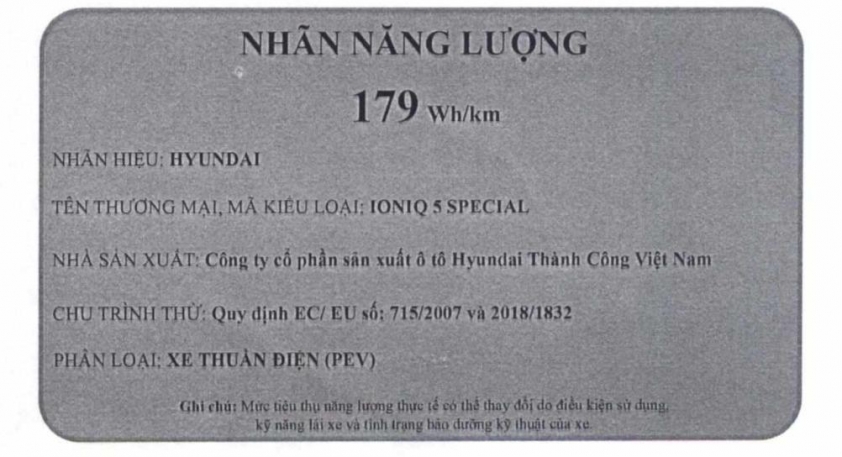 NHÃN NĂNG LƯỢNG
179 Wh/km
NHÃN HIỆU: HYUNDAI
TÊN THƯƠNG MẠI, MÃ KIỂU LOẠI: IONIQ 5 SPECIAL
NHÀ SẢN XUẤT: Công ty cổ phần sản xuất ô tô Hyundai Thành Công Việt Nam
CHU TRÌNH THỬ: Quy định EC/ EU số: 715/2007 và 2018/1832
PHÂN LOẠI: XE THUẦN ĐIỆN (PEV)
Ghi chú: Mức tiêu thụ năng lượng thực tế có thể thay đổi do điều kiện sử dụng,
kỹ năng lái xe và tình trạng bảo dưỡng kỹ thuật của xe.